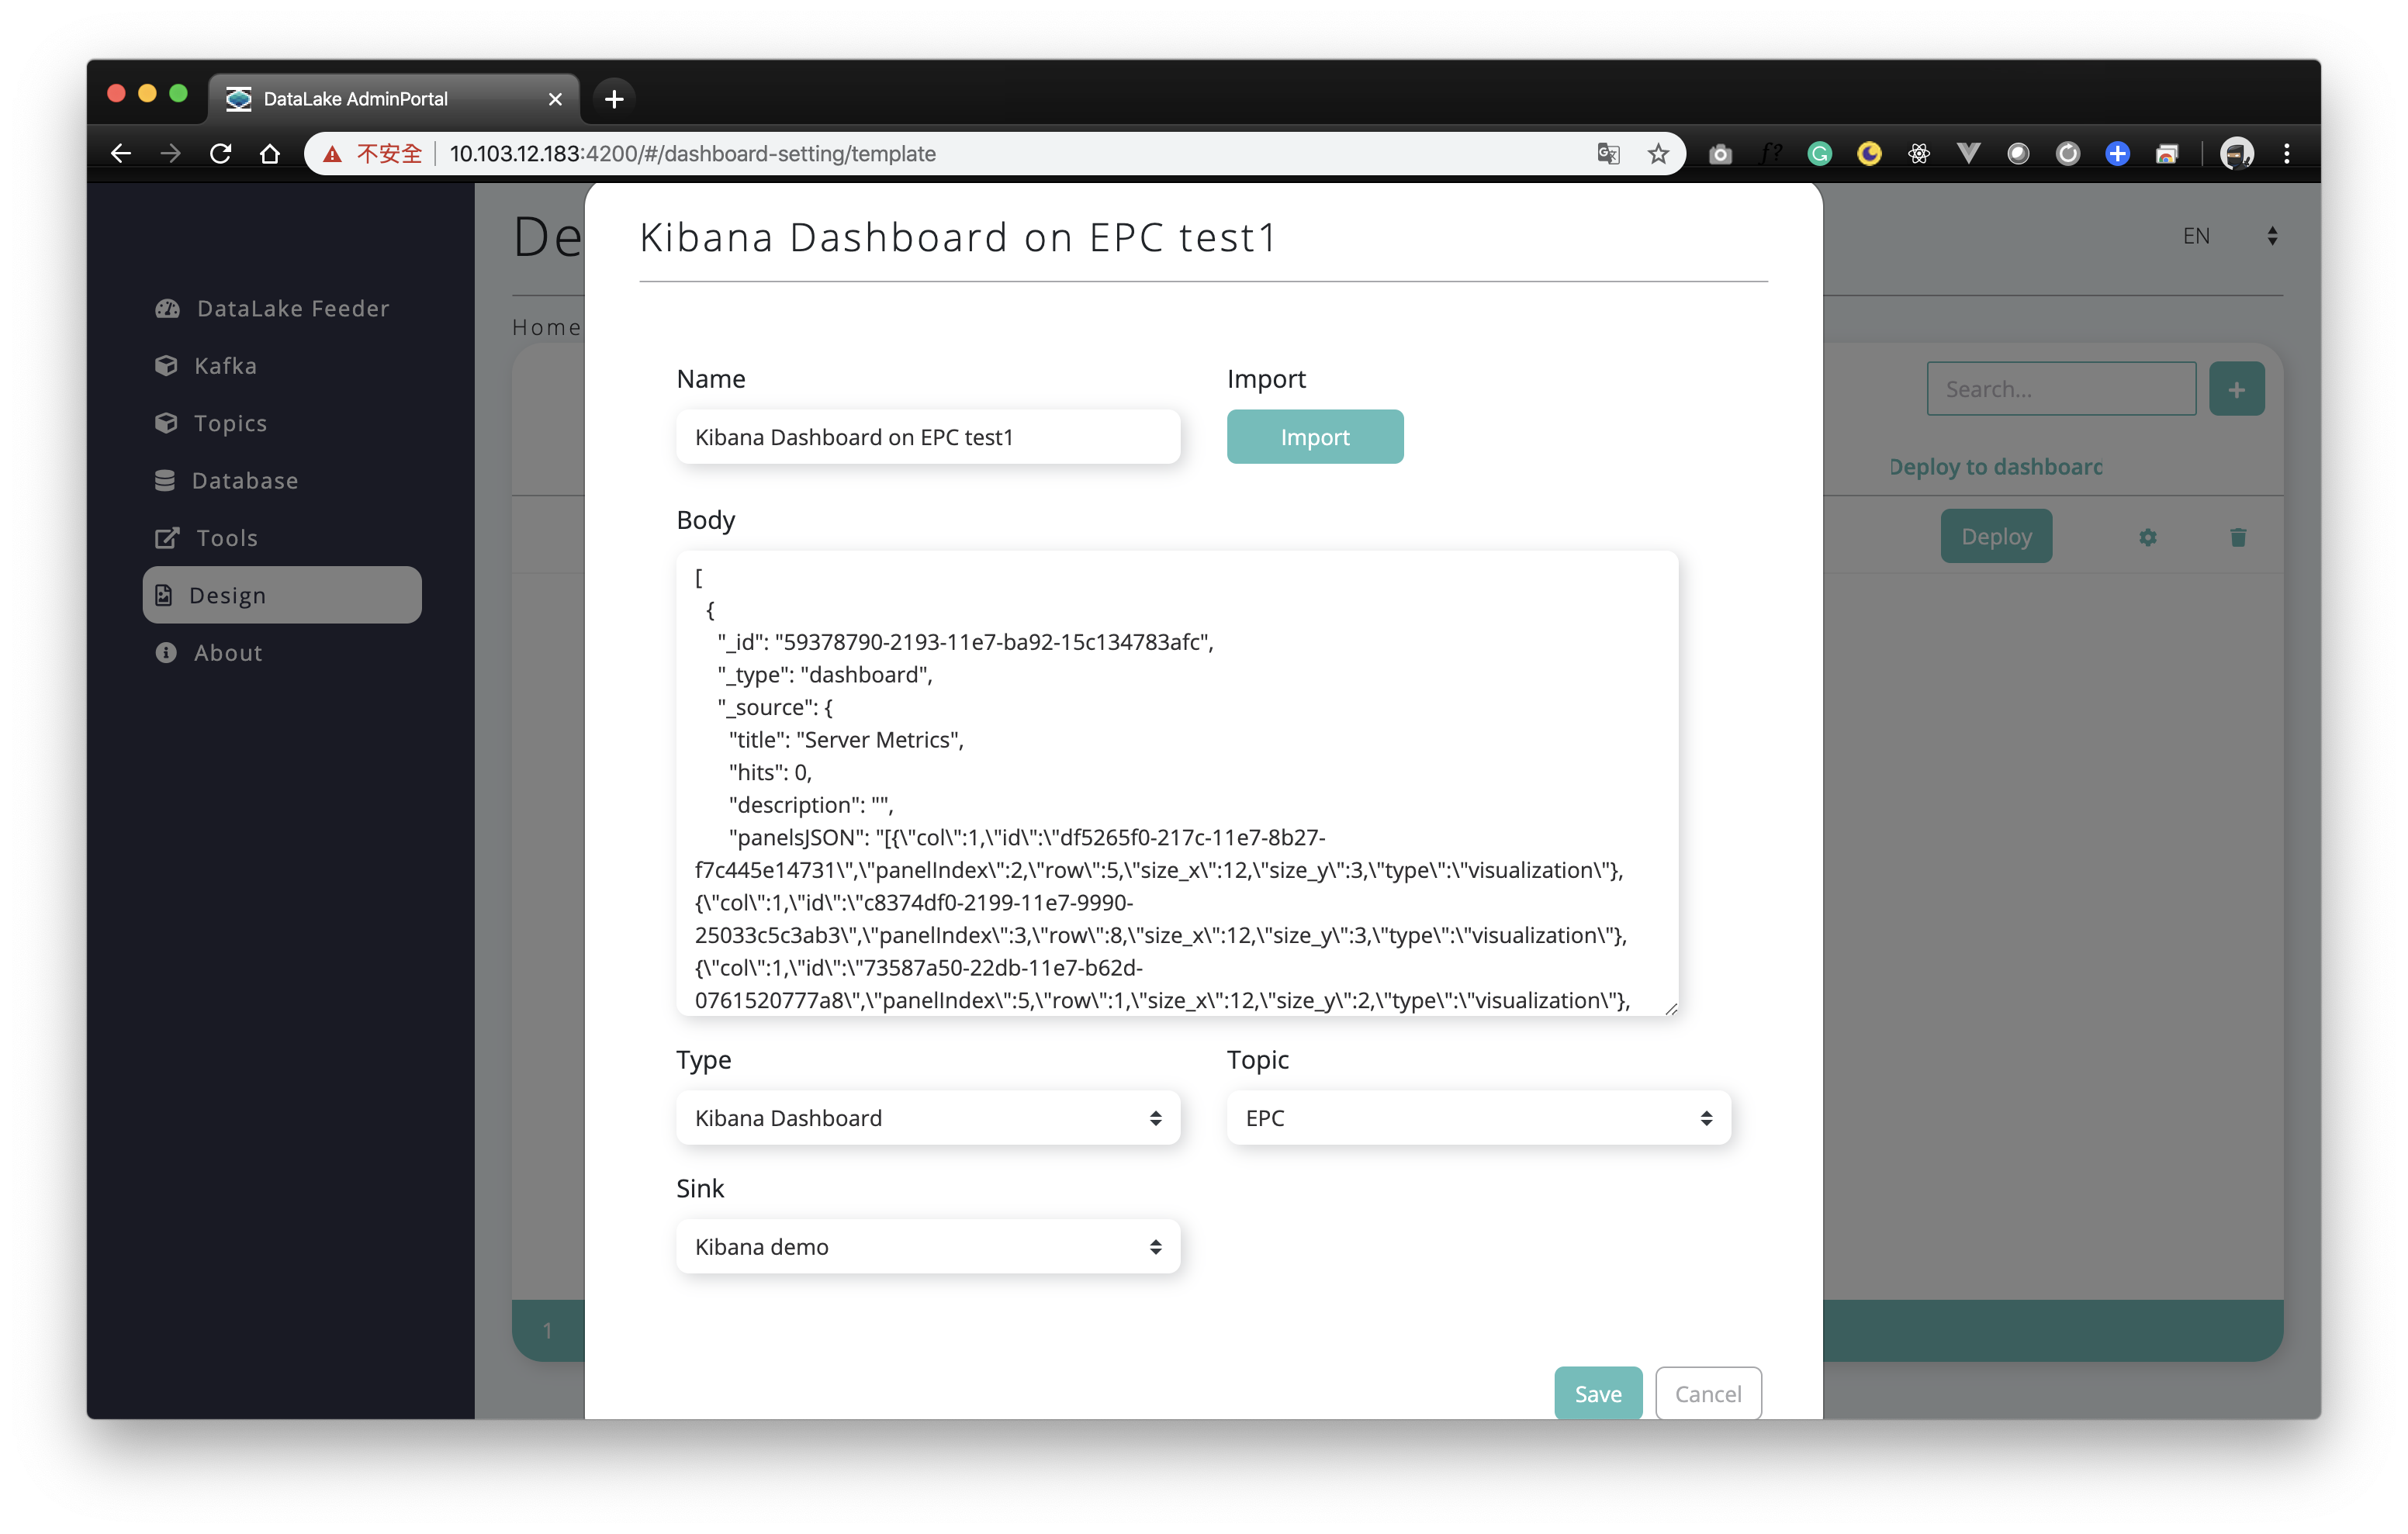 DataLake AdminPortal
不安全
10.103.12.183:4200/#/dashboard-setting/template
DataLake Feeder
Kafka
Topics
Database
Tools
Design
About
De
EN
Home
Search...
Deploy to dashboard
Deploy
1
Kibana Dashboard on EPC test1
Name
Import
Kibana Dashboard on EPC test1
Import
Body
[
{
"_id": "59378790-2193-11e7-ba92-15c134783afc",
"_type": "dashboard",
"_source": {
"title": "Server Metrics",
"hits": 0,
"description": "",
"panelsJSON": "[{\"col\":1,\"id\":\"df5265f0-217c-11e7-8b27-
f7c445e14731\",\"panelIndex\":2,\"row\":5,\"size_x\":12,\"size_y\":3,\"type\":\"visualization\"},
{\"col\":1,\"id\":\"c8374df0-2199-11e7-9990-
25033c5c3ab3\",\"panelIndex\":3,\"row\":8,\"size_x\":12,\"size_y\":3,\"type\":\"visualization\"},
{\"col\":1,\"id\":\"73587a50-22db-11e7-b62d-
0761520777a8\",\"panelIndex\":5,\"row\":1,\"size_x\":12,\"size_y\":2,\"type\":\"visualization\"},
Type
Topic
Kibana Dashboard
EPC
Sink
Kibana demo
Save
Cancel